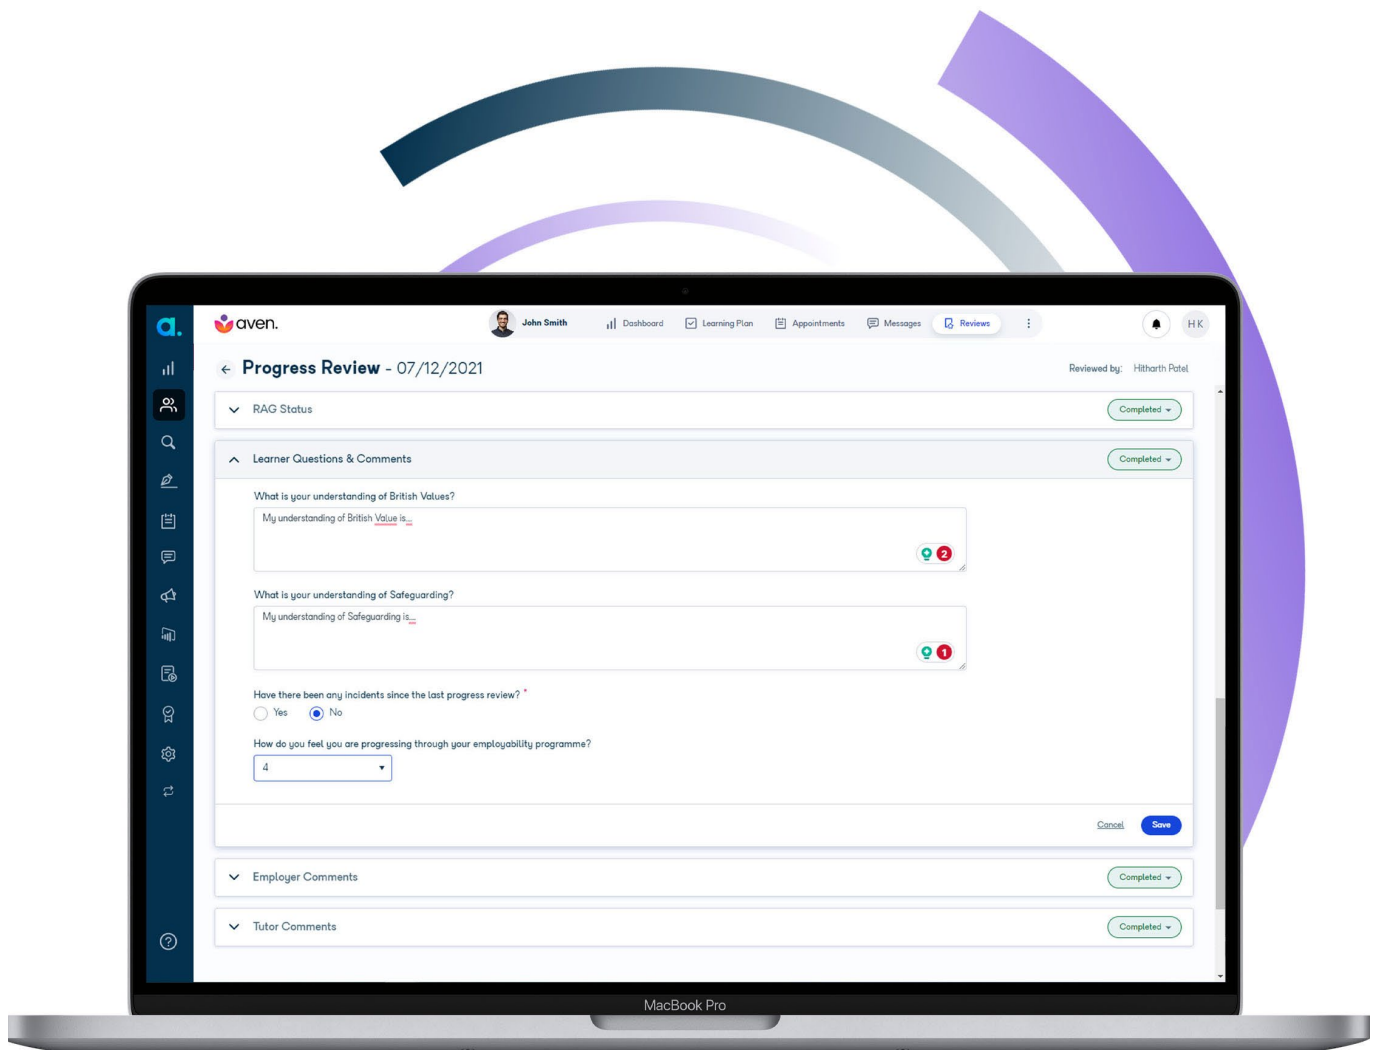 a.
aven.
John Smith
Dashboard
Learning Plan
Appointments
Messages
Reviews
HK
Progress Review - 07/12/2021
Reviewed by: Hitharth Patel
RAG Status
Completed
Learner Questions & Comments
Completed
What is your understanding of British Values?
My understanding of British Value is...
2
What is your understanding of Safeguarding?
My understanding of Safeguarding is...
1
Have there been any incidents since the last progress review? *
Yes
No
How do you feel you are progressing through your employability programme?
4
Cancel
Save
Employer Comments
Completed
Tutor Comments
Completed
MacBook Pro